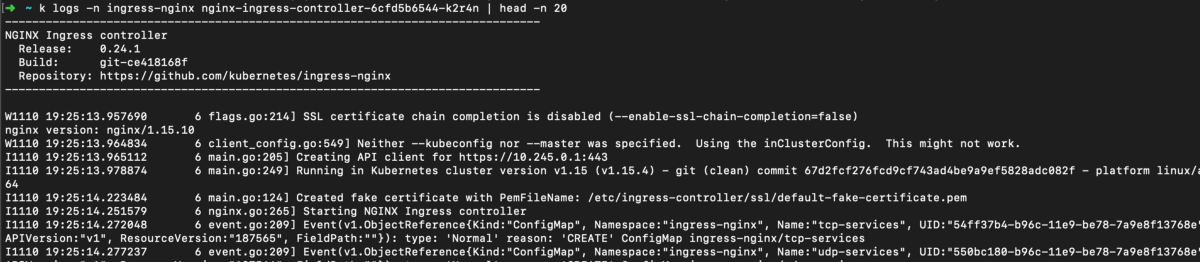 ➜ ~ k logs -n ingress-nginx nginx-ingress-controller-6cfd5b6544-k2r4n | head -n 20
-------------------------------------------------------------------------------
NGINX Ingress controller
  Release:    0.24.1
  Build:      git-ce418168f
  Repository: https://github.com/kubernetes/ingress-nginx
-------------------------------------------------------------------------------
W1110 19:25:13.957690       6 flags.go:214] SSL certificate chain completion is disabled (--enable-ssl-chain-completion=false)
nginx version: nginx/1.15.10
W1110 19:25:13.964834       6 client_config.go:549] Neither --kubeconfig nor --master was specified.  Using the inClusterConfig.  This might not work.
I1110 19:25:13.965112       6 main.go:205] Creating API client for https://10.245.0.1:443
I1110 19:25:13.978874       6 main.go:249] Running in Kubernetes cluster version v1.15 (v1.15.4) - git (clean) commit 67d2fcf276fcd9cf743ad4be9a9ef5828adc082f - platform linux/a
64
I1110 19:25:14.223484       6 main.go:124] Created fake certificate with PemFileName: /etc/ingress-controller/ssl/default-fake-certificate.pem
I1110 19:25:14.251579       6 nginx.go:265] Starting NGINX Ingress controller
I1110 19:25:14.272048       6 event.go:209] Event(v1.ObjectReference{Kind:"ConfigMap", Namespace:"ingress-nginx", Name:"tcp-services", UID:"54ff37b4-b96c-11e9-be78-7a9e8f13768e"
APIVersion:"v1", ResourceVersion:"187565", FieldPath:""}): type: 'Normal' reason: 'CREATE' ConfigMap ingress-nginx/tcp-services
I1110 19:25:14.277237       6 event.go:209] Event(v1.ObjectReference{Kind:"ConfigMap", Namespace:"ingress-nginx", Name:"udp-services", UID:"550bc180-b96c-11e9-be78-7a9e8f13768e"